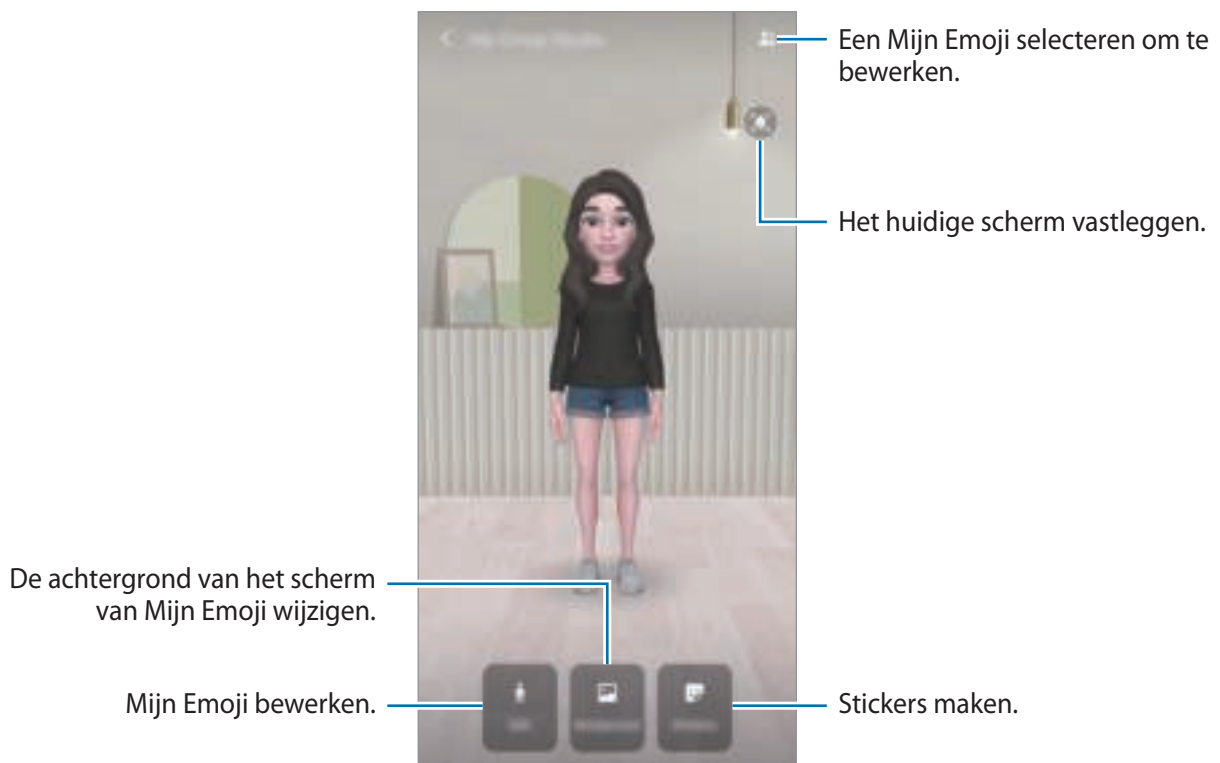 Een Mijn Emoji selecteren om te
bewerken.
Het huidige scherm vastleggen.
De achtergrond van het scherm
van Mijn Emoji wijzigen.
Mijn Emoji bewerken.
Stickers maken.